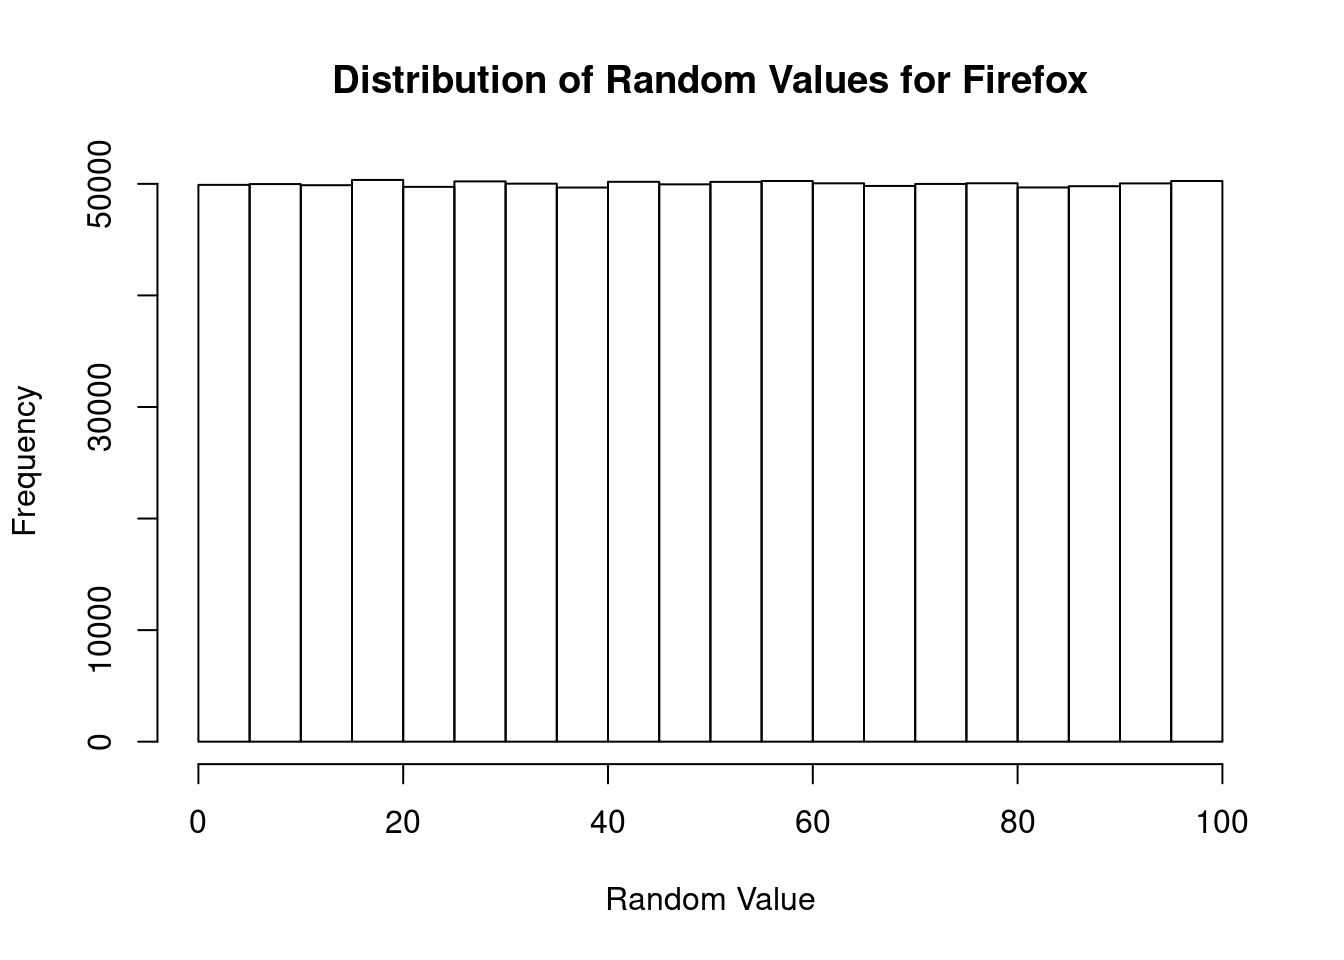 Distribution of Random Values for Firefox
Frequency
50000
30000
10000
0
0 20 40 60 80 100
Random Value